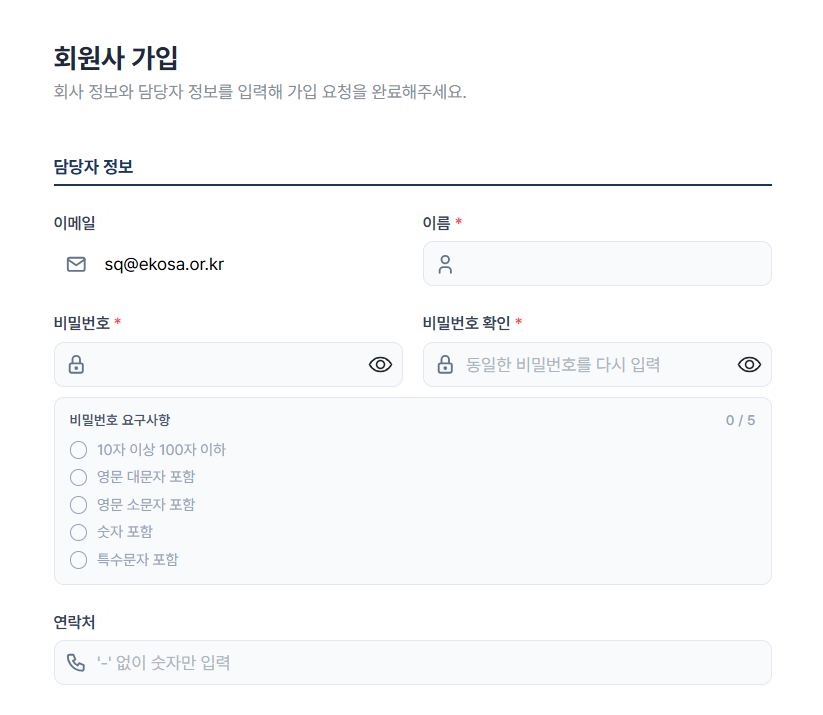 회원사 가입
회사 정보와 담당자 정보를 입력해 가입 요청을 완료해주세요.
담당자 정보
이메일
sq@ekosa.or.kr
이름 *
비밀번호 *
비밀번호 확인 *
동일한 비밀번호를 다시 입력
비밀번호 요구사항
0 / 5
10자 이상 100자 이하
영문 대문자 포함
영문 소문자 포함
숫자 포함
특수문자 포함
연락처
'-' 없이 숫자만 입력